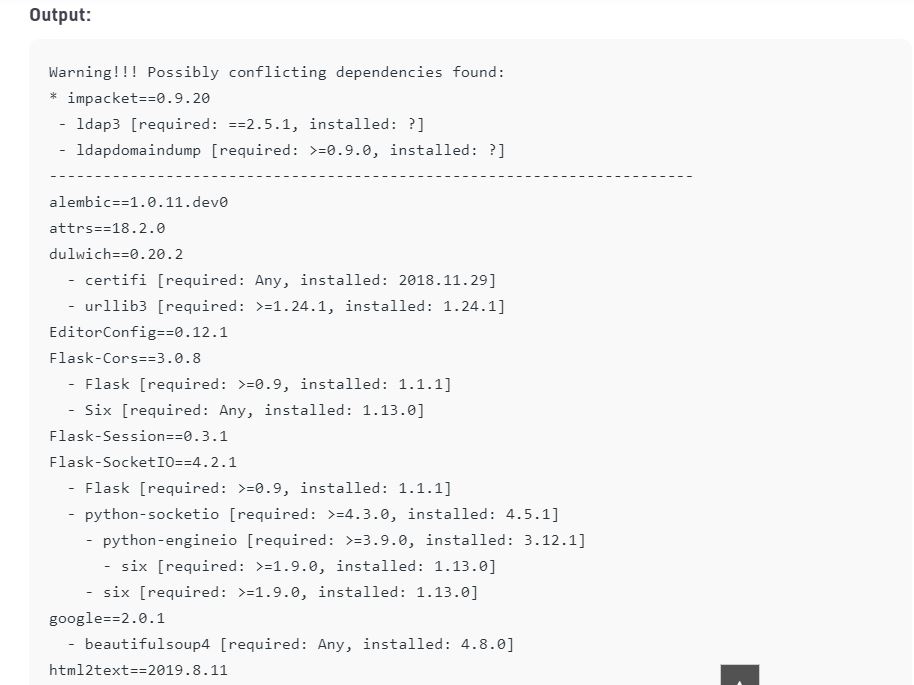 Output:
Warning!!! Possibly conflicting dependencies found:
* impacket==0.9.20
 - ldap3 [required: ==2.5.1, installed: ?]
 - ldapdomaindump [required: >=0.9.0, installed: ?]
------------------------------------------------------------------------
alembic==1.0.11.dev0
attrs==18.2.0
dulwich==0.20.2
  - certifi [required: Any, installed: 2018.11.29]
  - urllib3 [required: >=1.24.1, installed: 1.24.1]
EditorConfig==0.12.1
Flask-Cors==3.0.8
  - Flask [required: >=0.9, installed: 1.1.1]
  - Six [required: Any, installed: 1.13.0]
Flask-Session==0.3.1
Flask-SocketIO==4.2.1
  - Flask [required: >=0.9, installed: 1.1.1]
  - python-socketio [required: >=4.3.0, installed: 4.5.1]
    - python-engineio [required: >=3.9.0, installed: 3.12.1]
      - six [required: >=1.9.0, installed: 1.13.0]
    - six [required: >=1.9.0, installed: 1.13.0]
google==2.0.1
  - beautifulsoup4 [required: Any, installed: 4.8.0]
html2text==2019.8.11